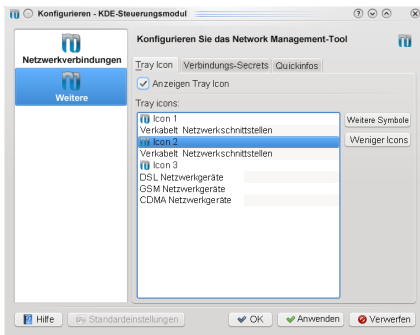 Konfigurieren - KDE-Steuerungsmodul
Netzwerkverbindungen
Weitere
Konfigurieren Sie das Network Management-Tool
Tray Icon Verbindungs-Secrets Quickinfos
Anzeigen Tray Icon
Tray icons:
Icon 1
Verkabelt Netzwerkschnittstellen
Icon 2
Verkabelt Netzwerkschnittstellen
Icon 3
DSL Netzwerkgeräte
GSM Netzwerkgeräte
CDMA Netzwerkgeräte
Weitere Symbole
Weniger Icons
Hilfe Standardeinstellungen OK Anwenden Verwerfen